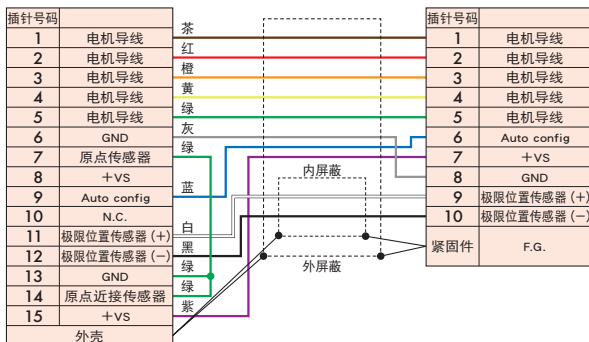 插针号码
1 电机导线
2 电机导线
3 电机导线
4 电机导线
5 电机导线
6 GND
7 原点传感器
8 +VS
9 Auto config
10 N.C.
11 极限位置传感器 (+)
12 极限位置传感器 (−)
13 GND
14 原点近接传感器
15 +VS
外壳
茶
红
橙
黄
绿
灰
绿
蓝
白
黑
绿
绿
紫
内屏蔽
外屏蔽
插针号码
1 电机导线
2 电机导线
3 电机导线
4 电机导线
5 电机导线
6 Auto config
7 +VS
8 GND
9 极限位置传感器 (+)
10 极限位置传感器 (−)
紧固件 F.G.